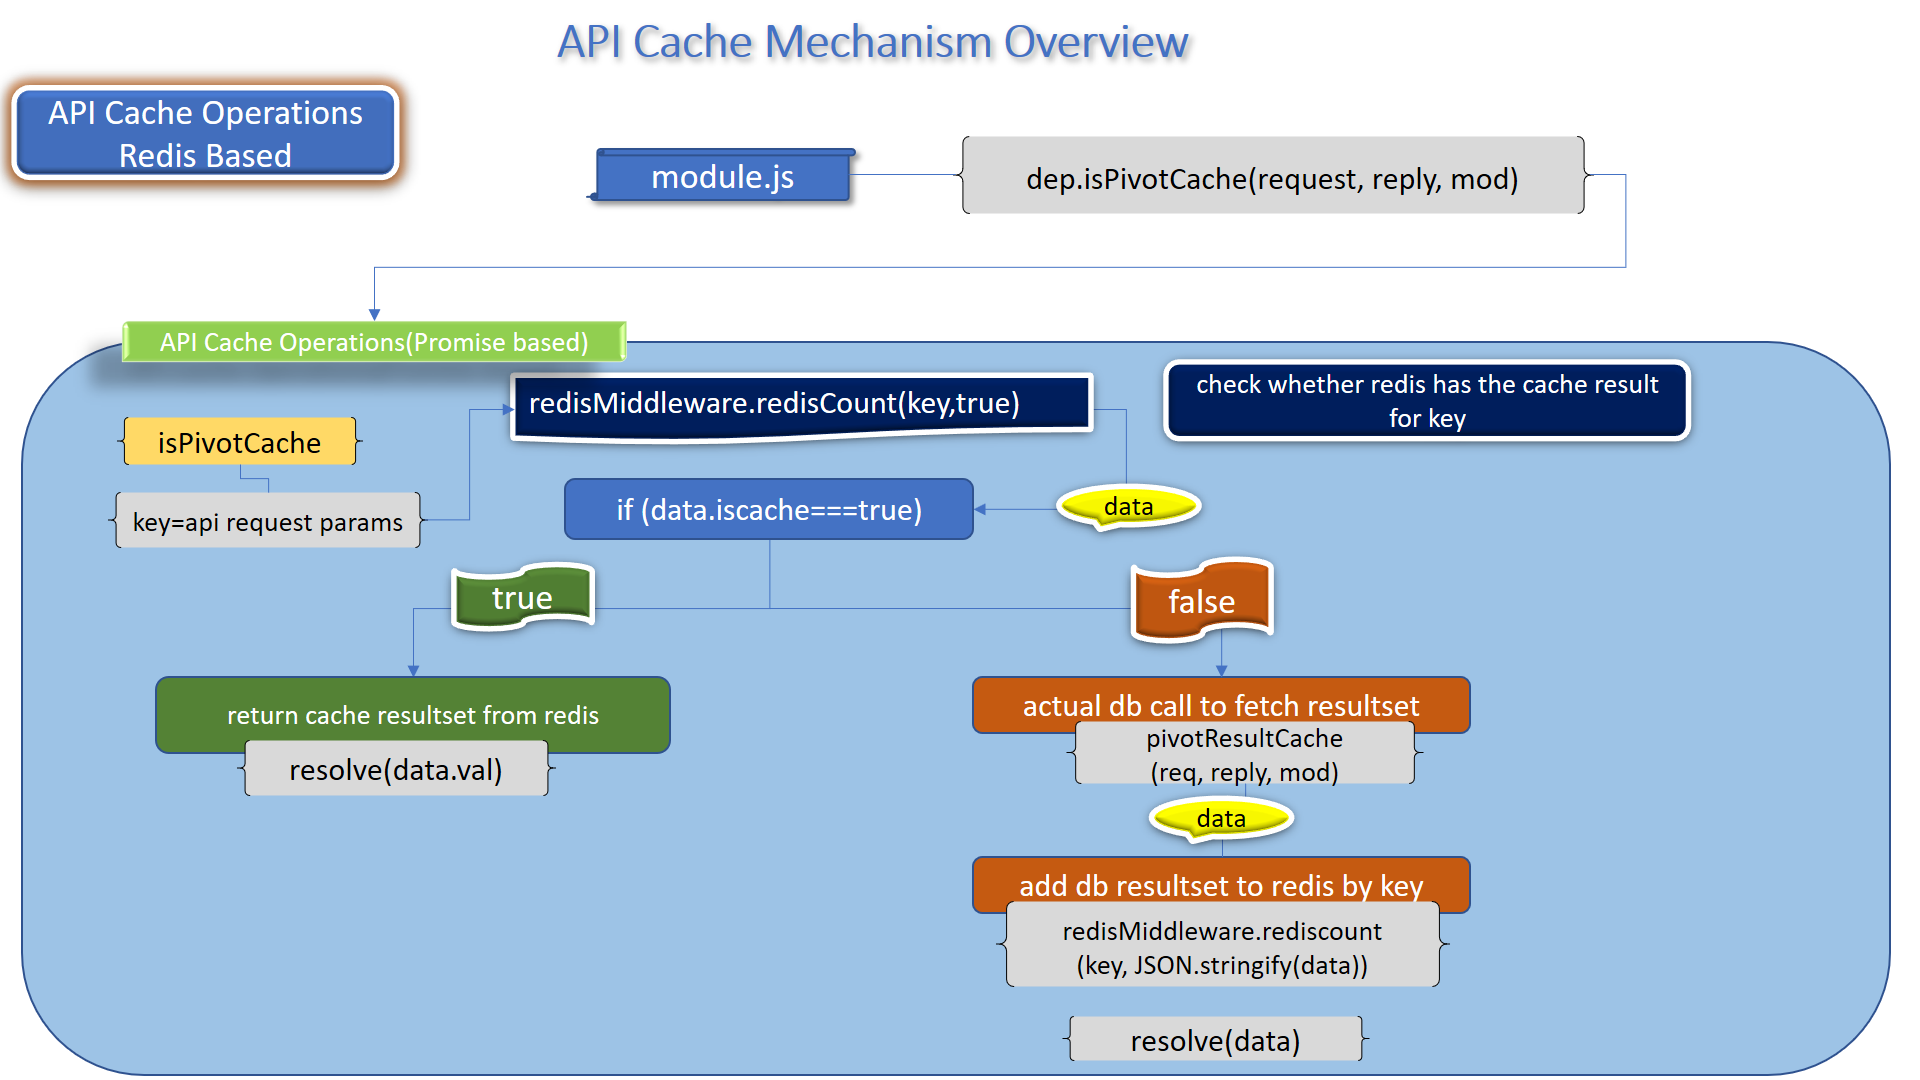 API Cache Mechanism Overview
API Cache Operations
Redis Based
module.js
dep.isPivotCache(request, reply, mod)
API Cache Operations(Promise based)
redisMiddleware.redisCount(key,true)
check whether redis has the cache result
for key
isPivotCache
key=api request params
if (data.iscache===true)
data
true
false
return cache resultset from redis
resolve(data.val)
actual db call to fetch resultset
pivotResultCache
(req, reply, mod)
data
add db resultset to redis by key
redisMiddleware.rediscount
(key, JSON.stringify(data))
resolve(data)